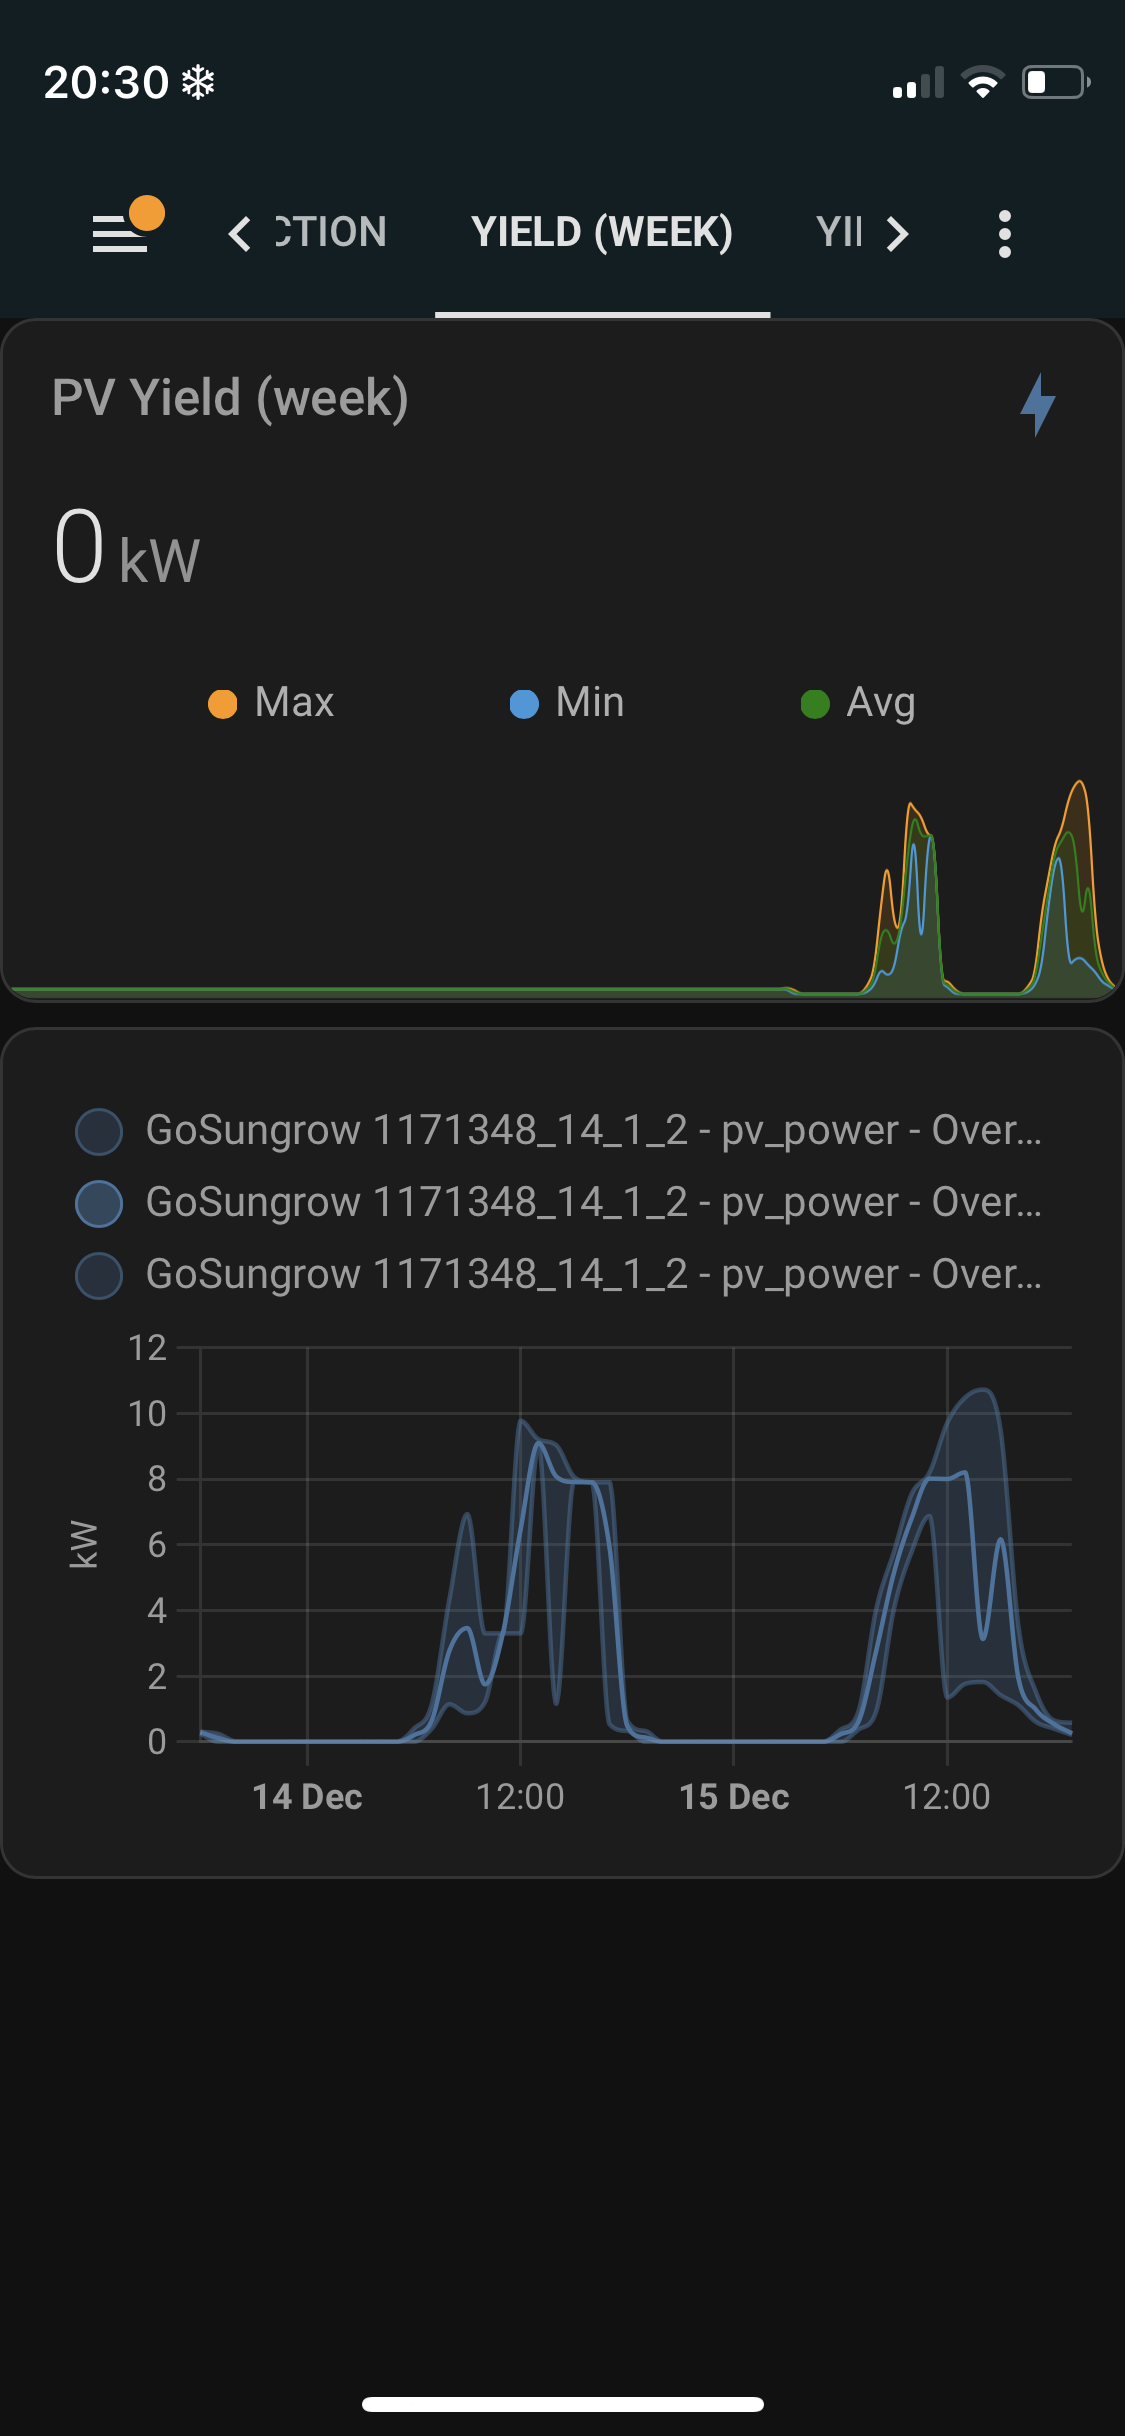 20:30
CTION YIELD (WEEK) YII
PV Yield (week)
0 kW
Max Min Avg
GoSungrow 1171348_14_1_2 - pv_power - Over...
GoSungrow 1171348_14_1_2 - pv_power - Over...
GoSungrow 1171348_14_1_2 - pv_power - Over...
12
10
8
6
4
2
0
kW
14 Dec 12:00 15 Dec 12:00